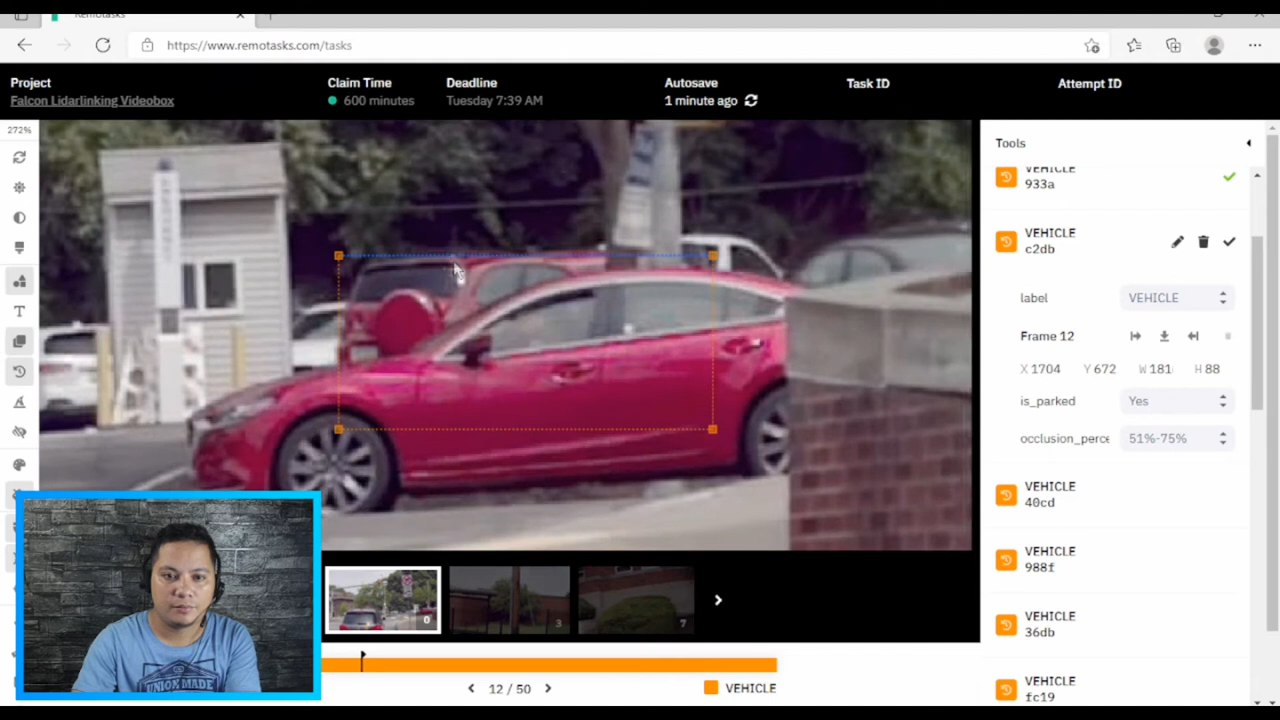 Remotasks
https://www.remotasks.com/tasks
Project
Falcon Lidarlinking Videobox
Claim Time
600 minutes
Deadline
Tuesday 7:39 AM
Autosave
1 minute ago
Task ID
Attempt ID
272%
Tools
VEHICLE
933a
VEHICLE
c2db
label
VEHICLE
Frame 12
X 1704 Y 672 W 181 H 88
is_parked
Yes
occlusion_perce
51%-75%
VEHICLE
40cd
VEHICLE
988f
VEHICLE
36db
VEHICLE
fc19
0
3
7
12 / 50
VEHICLE
UNION MADE